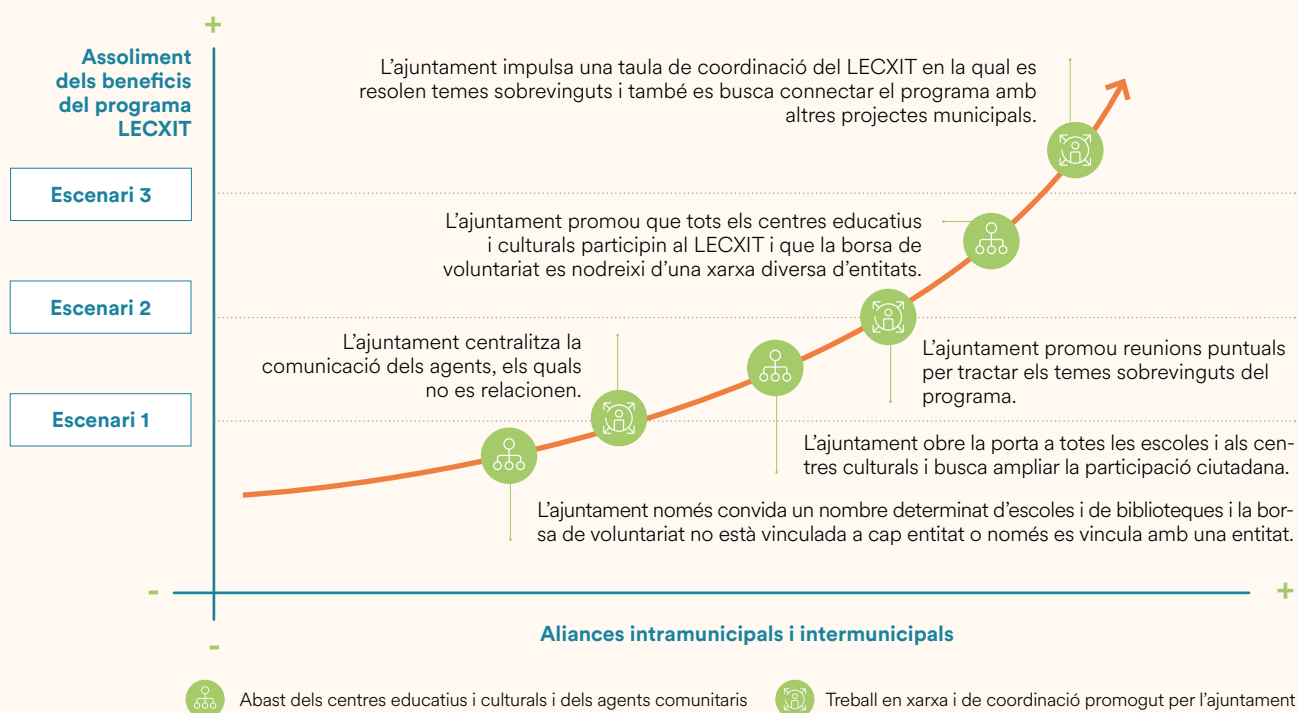 +
Assoliment
dels beneficis
del programa
LECXIT
L'ajuntament impulsa una taula de coordinació del LECXIT en la qual es
resolen temes sobrevinguts i també es busca connectar el programa amb
altres projectes municipals.
Escenari 3
L'ajuntament promou que tots els centres educatius
i culturals participin al LECXIT i que la borsa de
voluntariat es nodreixi d'una xarxa diversa d'entitats.
Escenari 2
L'ajuntament centralitza la
comunicació dels agents, els quals
no es relacionen.
L'ajuntament promou reunions puntuals
per tractar els temes sobrevinguts del
programa.
Escenari 1
L'ajuntament obre la porta a totes les escoles i als cen-
tres culturals i busca ampliar la participació ciutadana.
L'ajuntament només convida un nombre determinat d'escoles i de biblioteques i la bor-
sa de voluntariat no està vinculada a cap entitat o només es vincula amb una entitat.
-
+
-
Aliances intramunicipals i intermunicipals
Abast dels centres educatius i culturals i dels agents comunitaris
Treball en xarxa i de coordinació promogut per l'ajuntament